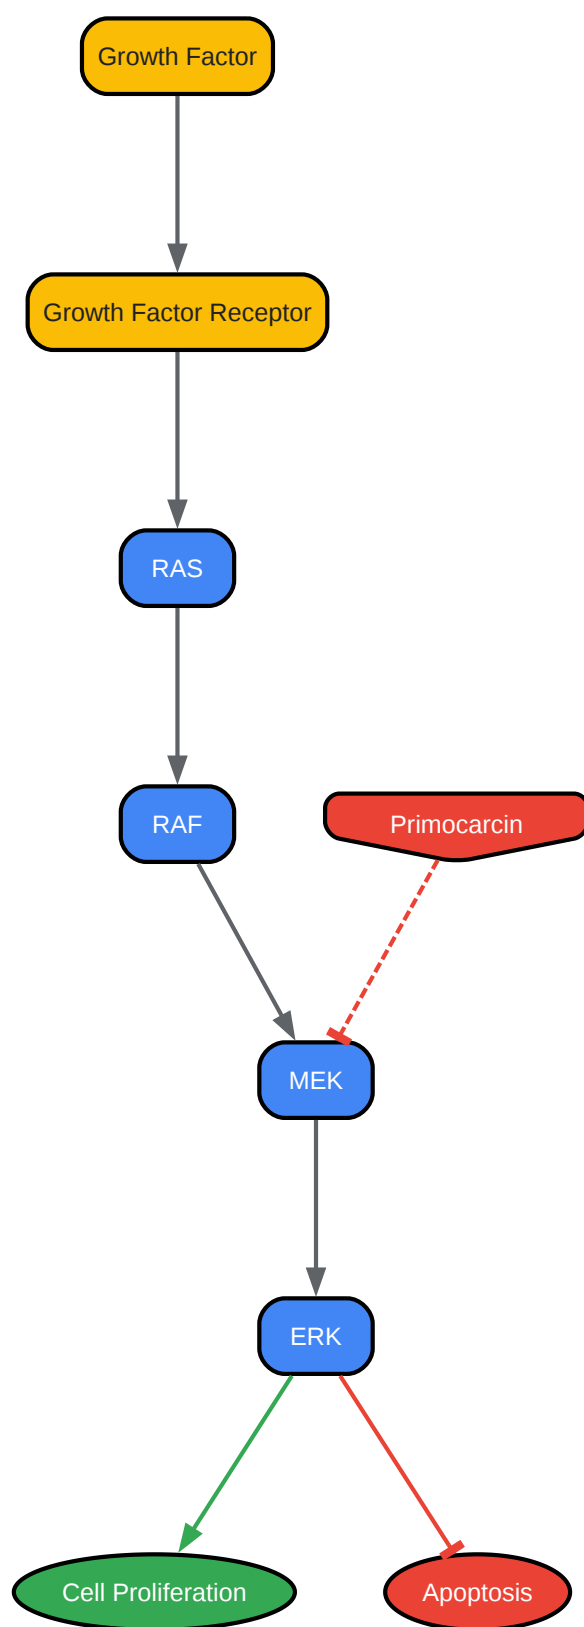 Growth Factor
Growth Factor Receptor
RAS
RAF
Primocarcin
MEK
ERK
Cell Proliferation
Apoptosis